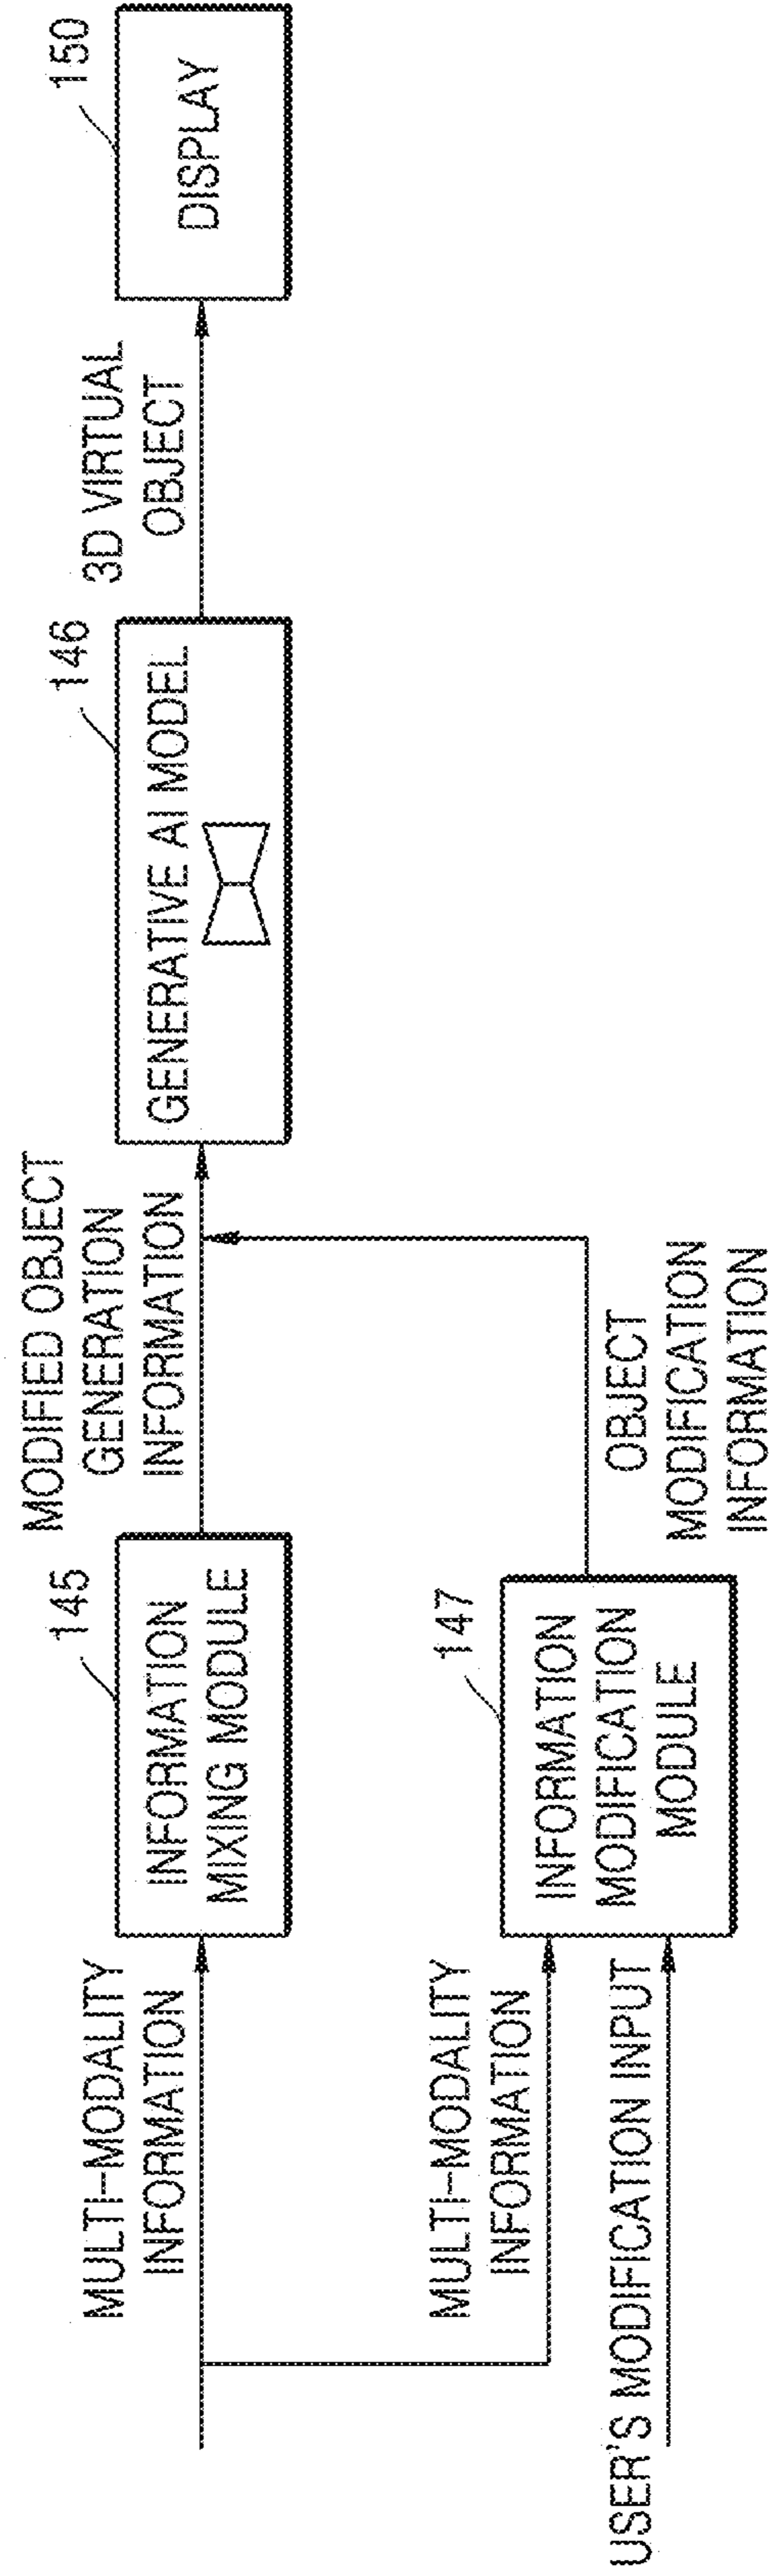 MULTI-MODALITY
INFORMATION
145
INFORMATION
MIXING MODULE
MODIFIED OBJECT
GENERATION
INFORMATION
146
GENERATIVE AI MODEL
3D VIRTUAL
OBJECT
150
DISPLAY
MULTI-MODALITY
INFORMATION
USER'S MODIFICATION INPUT
147
INFORMATION
MODIFICATION
MODULE
OBJECT
MODIFICATION
INFORMATION